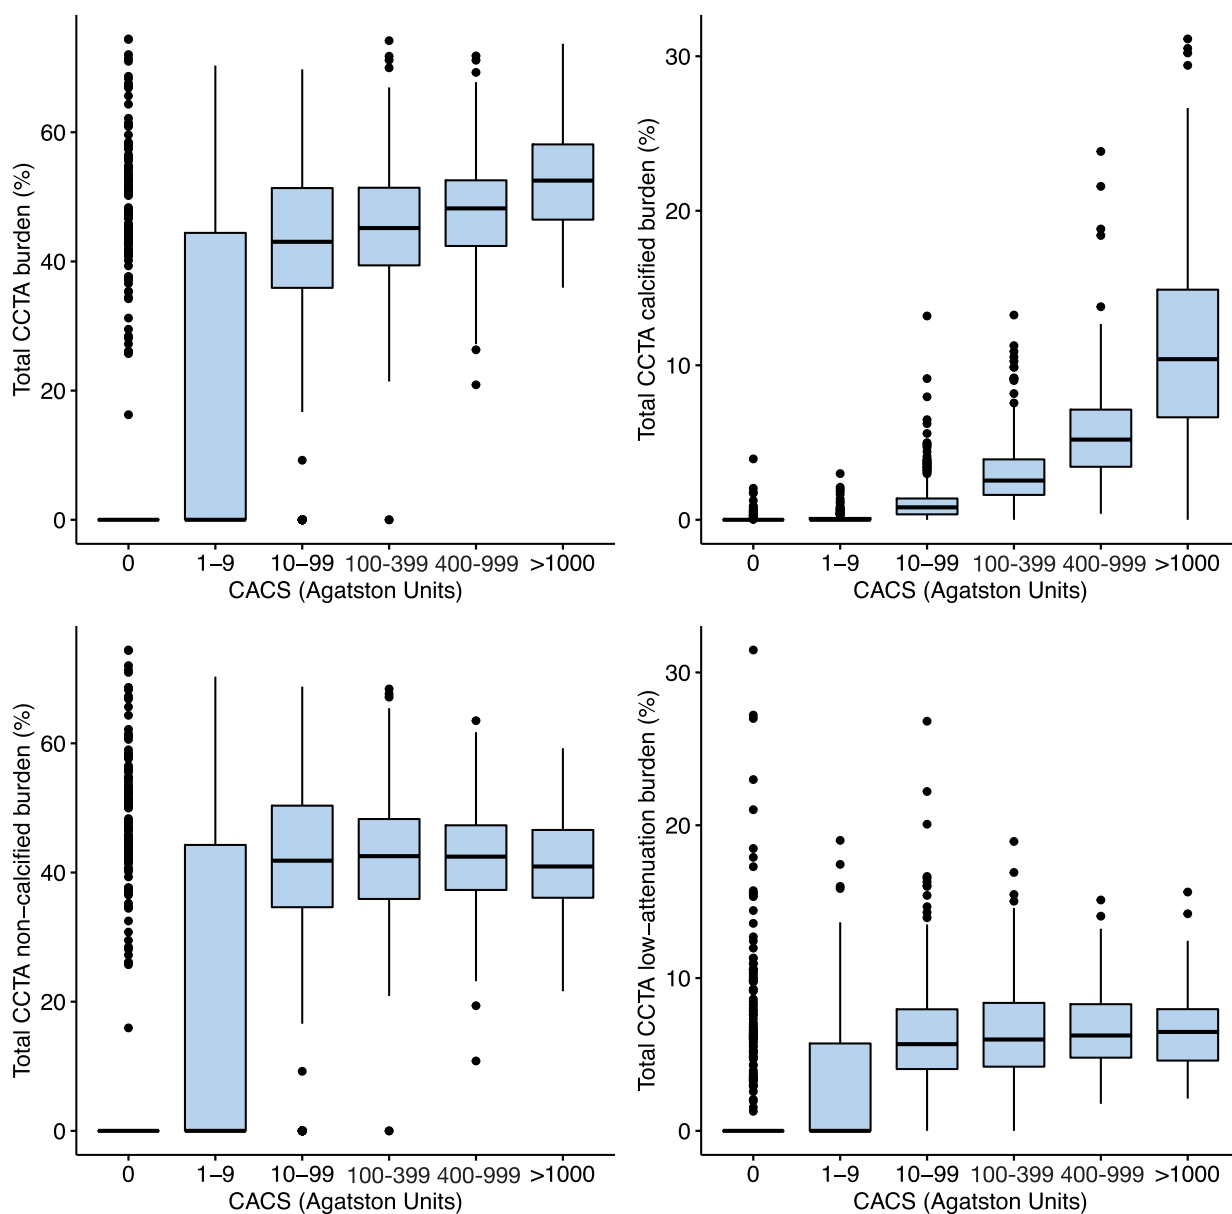 Total CCTA burden (%)
60
40
20
0
0 1–9 10–99 100-399 400-999 >1000
CACS (Agatston Units)
Total CCTA calcified burden (%)
30
20
10
0
0 1–9 10–99 100-399 400-999 >1000
CACS (Agatston Units)
Total CCTA non−calcified burden (%)
60
40
20
0
0 1–9 10–99 100-399 400-999 >1000
CACS (Agatston Units)
Total CCTA low−attenuation burden (%)
30
20
10
0
0 1–9 10–99 100-399 400-999 >1000
CACS (Agatston Units)